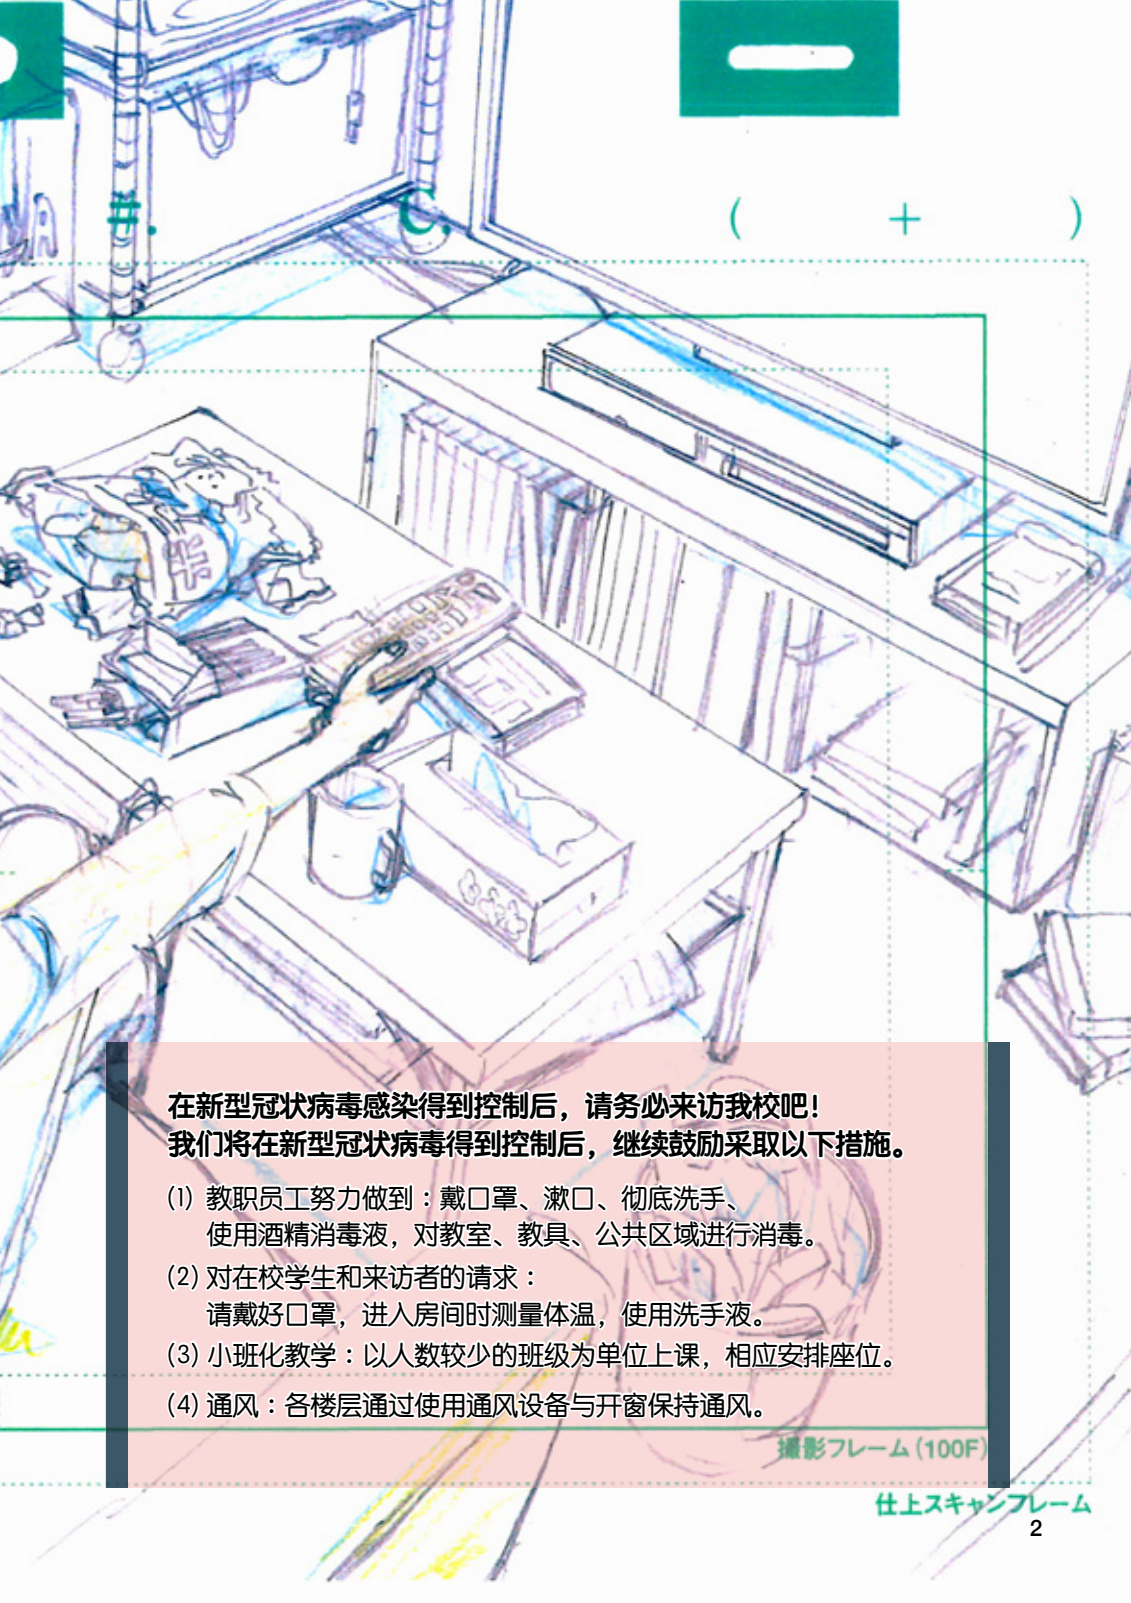 #.
C.
( + )
在新型冠状病毒感染得到控制后，请务必来访我校吧！
我们将在新型冠状病毒得到控制后，继续鼓励采取以下措施。
(1) 教职员工努力做到：戴口罩、漱口、彻底洗手、
使用酒精消毒液，对教室、教具、公共区域进行消毒。
(2) 对在校学生和来访者的请求：
请戴好口罩，进入房间时测量体温，使用洗手液。
(3) 小班化教学：以人数较少的班级为单位上课，相应安排座位。
(4) 通风：各楼层通过使用通风设备与开窗保持通风。
撮影フレーム (100F)
仕上スキャンフレーム
2